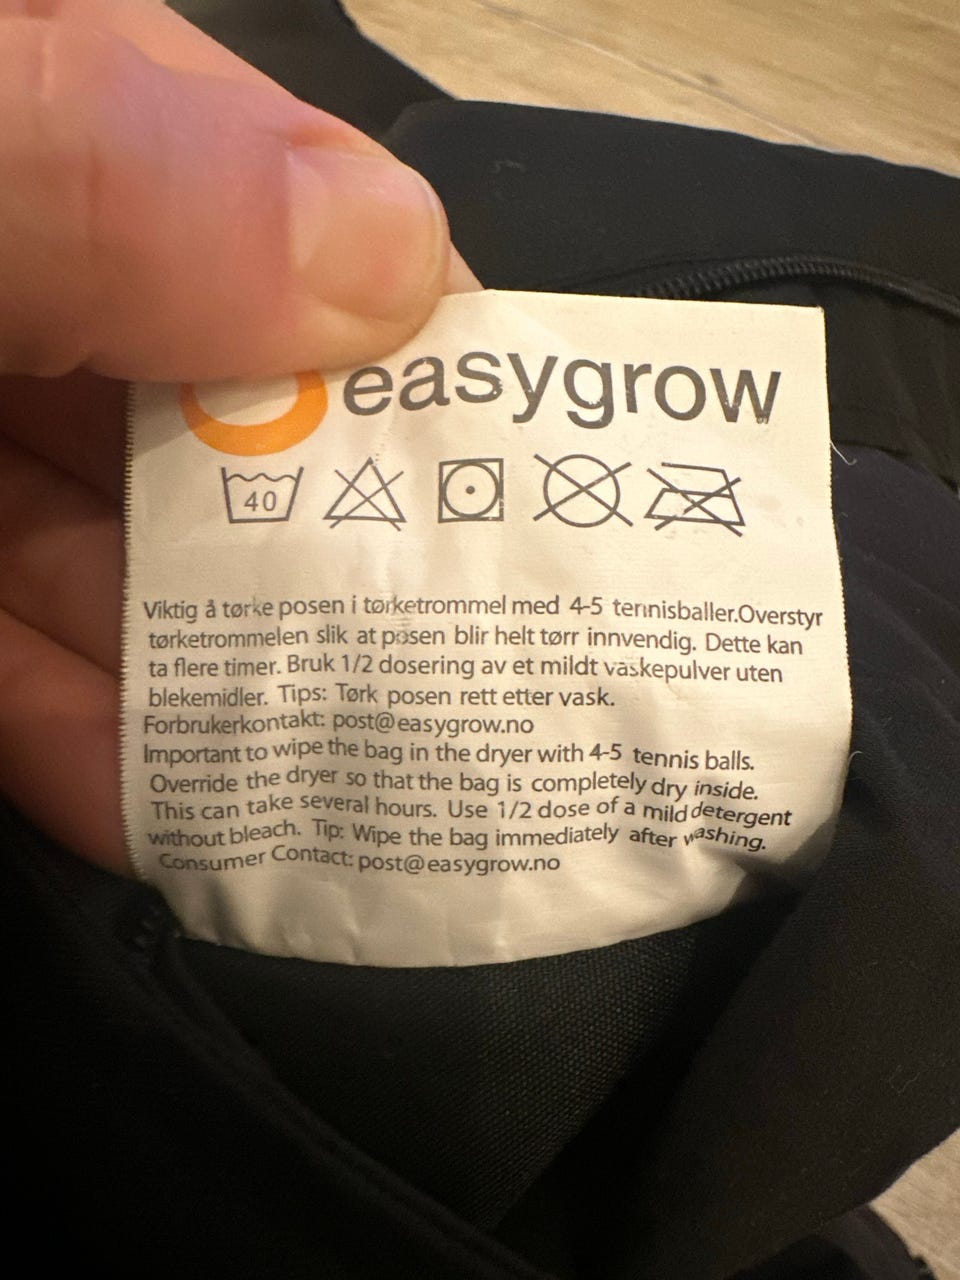 easygrow
40
Viktig å tørke posen i tørketrommel med 4-5 tennisballer.Overstyr
tørketrommelen slik at posen blir helt tørr innvendig. Dette kan
ta flere timer. Bruk 1/2 dosering av et mildt vaskepulver uten
blekemidler. Tips: Tørk posen rett etter vask.
Forbrukerkontakt: post@easygrow.no
Important to wipe the bag in the dryer with 4-5 tennis balls.
Override the dryer so that the bag is completely dry inside.
This can take several hours. Use 1/2 dose of a mild detergent
without bleach. Tip: Wipe the bag immediately after washing.
Consumer Contact: post@easygrow.no